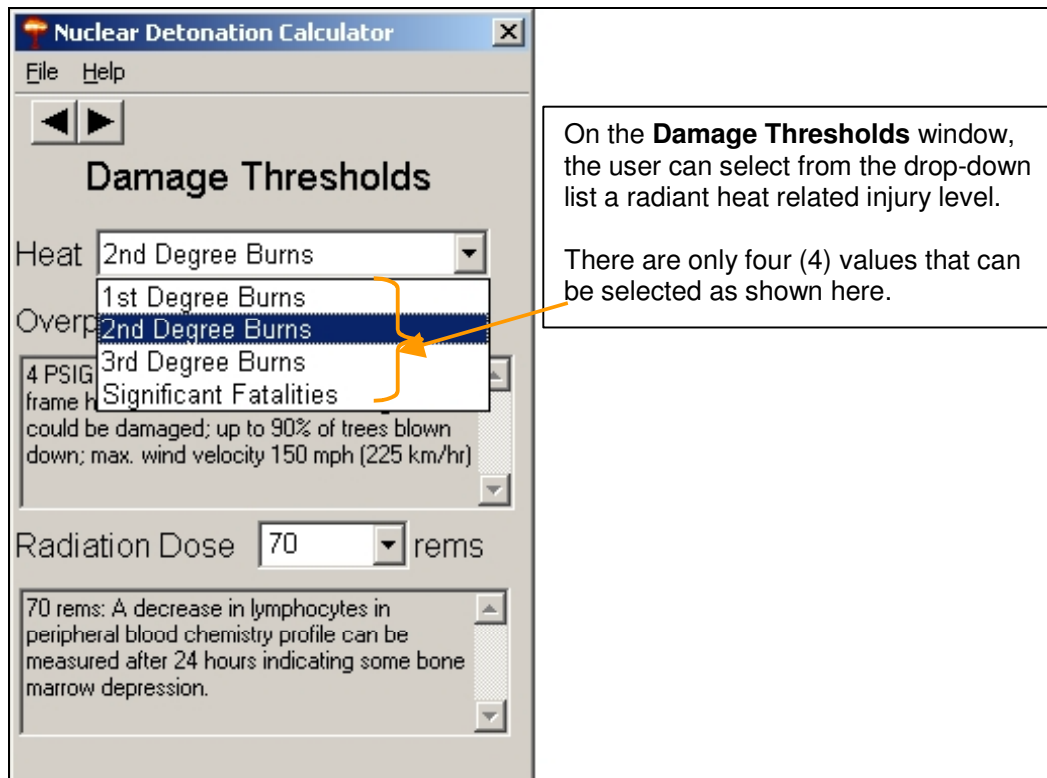 Nuclear Detonation Calculator
File Help
Damage Thresholds
Heat 2nd Degree Burns
1st Degree Burns
2nd Degree Burns
3rd Degree Burns
Significant Fatalities
4 PSIG
frame
could be damaged; up to 90% of trees blown
down; max. wind velocity 150 mph (225 km/hr)
Radiation Dose 70 rems
70 rems: A decrease in lymphocytes in
peripheral blood chemistry profile can be
measured after 24 hours indicating some bone
marrow depression.
On the Damage Thresholds window,
the user can select from the drop-down
list a radiant heat related injury level.
There are only four (4) values that can
be selected as shown here.